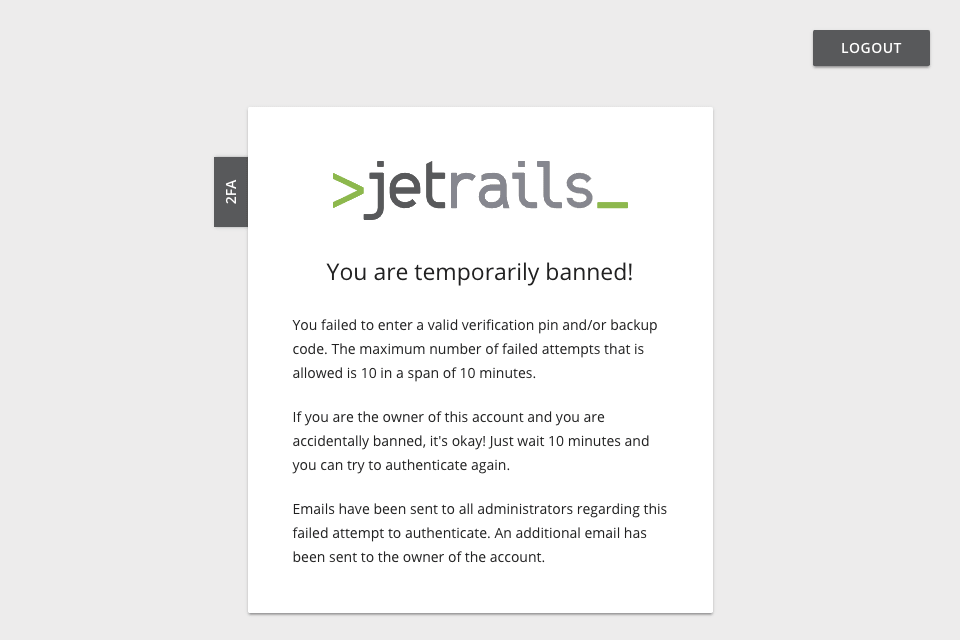 LOGOUT
2FA
>jetrails_
You are temporarily banned!
You failed to enter a valid verification pin and/or backup
code. The maximum number of failed attempts that is
allowed is 10 in a span of 10 minutes.
If you are the owner of this account and you are
accidentally banned, it's okay! Just wait 10 minutes and
you can try to authenticate again.
Emails have been sent to all administrators regarding this
failed attempt to authenticate. An additional email has
been sent to the owner of the account.